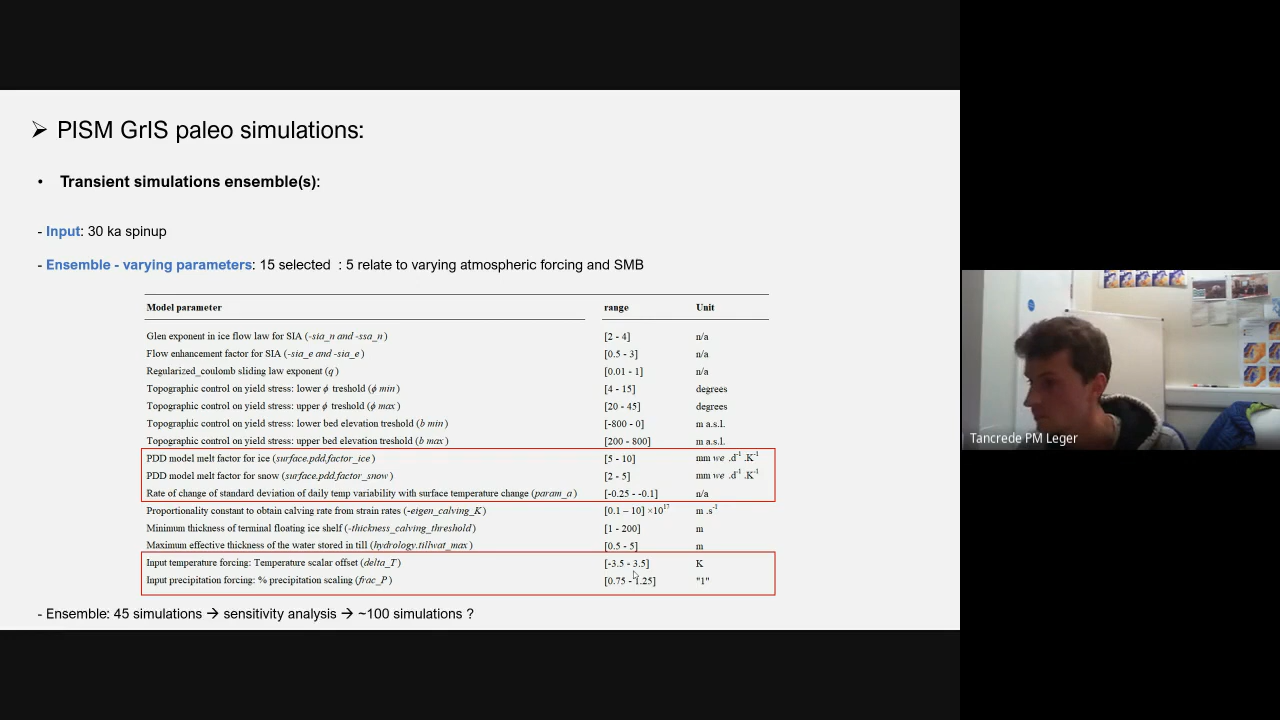 ➢ PISM GrIS paleo simulations:
• Transient simulations ensemble(s):
- Input: 30 ka spinup
- Ensemble - varying parameters: 15 selected : 5 relate to varying atmospheric forcing and SMB
Model parameter range Unit
Glen exponent in ice flow law for SIA (-sia_n and -ssa_n) [2 - 4] n/a
Flow enhancement factor for SIA (-sia_e and -sia_e) [0.5 - 3] n/a
Regularized_coulomb sliding law exponent (q) [0.01 - 1] n/a
Topographic control on yield stress: lower ϕ treshold (ϕ min) [4 - 15] degrees
Topographic control on yield stress: upper ϕ treshold (ϕ max) [20 - 45] degrees
Topographic control on yield stress: lower bed elevation treshold (b min) [-800 - 0] m a.s.l.
Topographic control on yield stress: upper bed elevation treshold (b max) [200 - 800] m a.s.l.
PDD model melt factor for ice (surface.pdd.factor_ice) [5 - 10] mm we .d⁻¹ .K⁻¹
PDD model melt factor for snow (surface.pdd.factor_snow) [2 - 5] mm we .d⁻¹ .K⁻¹
Rate of change of standard deviation of daily temp variability with surface temperature change (param_a) [-0.25 - -0.1] n/a
Proportionality constant to obtain calving rate from strain rates (-eigen_calving_K) [0.1 – 10] ×10¹⁷ m .s⁻¹
Minimum thickness of terminal floating ice shelf (-thickness_calving_threshold) [1 - 200] m
Maximum effective thickness of the water stored in till (hydrology.tillwat_max) [0.5 - 5] m
Input temperature forcing: Temperature scalar offset (delta_T) [-3.5 - 3.5] K
Input precipitation forcing: % precipitation scaling (frac_P) [0.75 - 1.25] "1"
- Ensemble: 45 simulations → sensitivity analysis → ~100 simulations ?
Tancrede PM Leger